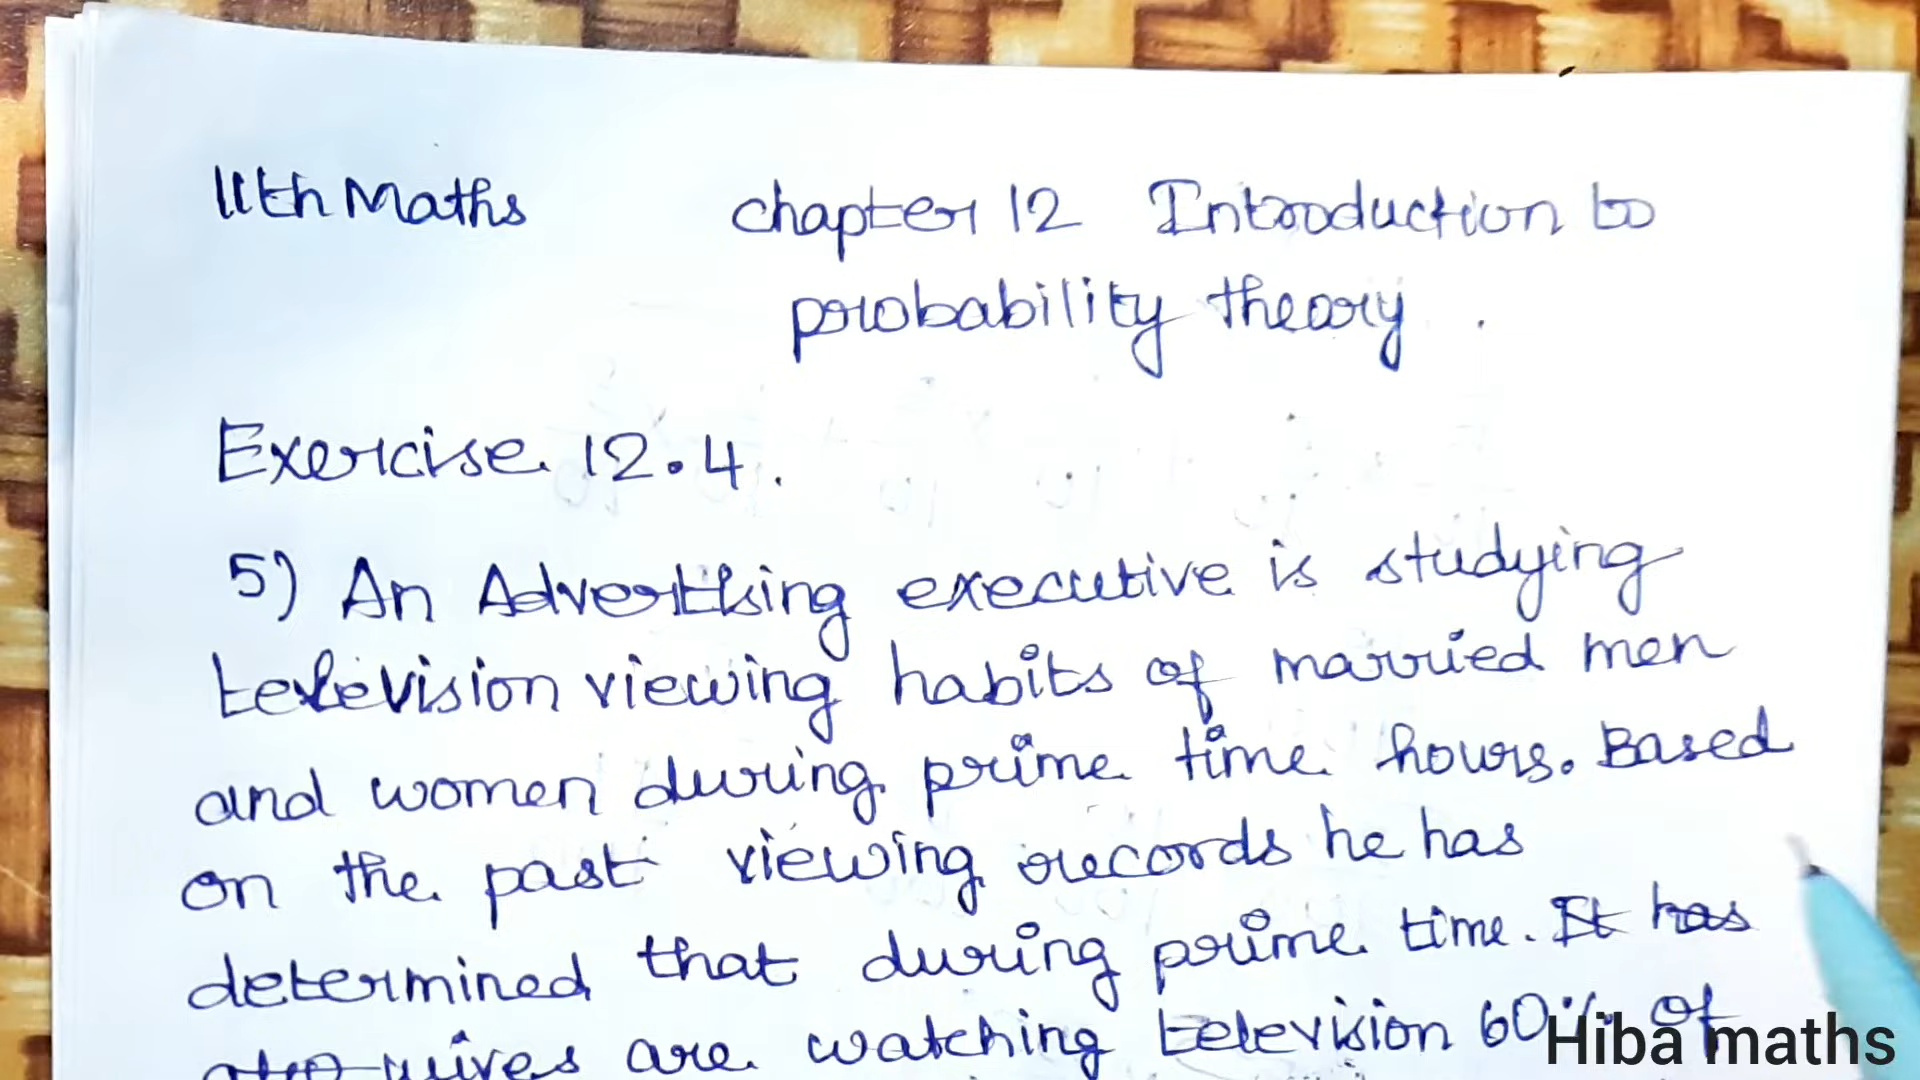 11th Maths chapter 12 Introduction to
probability theory.
Exercise 12.4.
5) An Advertising executive is studying
television viewing habits of married men
and women during prime time hours. Based
on the past viewing records he has
determined that during prime time. It has
wives are watching television 60% of
Hiba maths